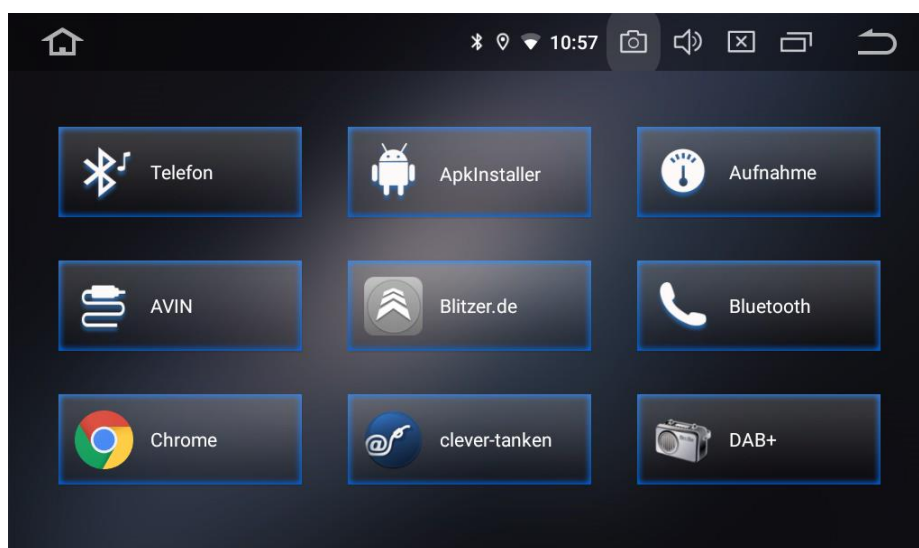 10:57
Telefon
ApkInstaller
Aufnahme
AVIN
Blitzer.de
Bluetooth
Chrome
clever-tanken
DAB+